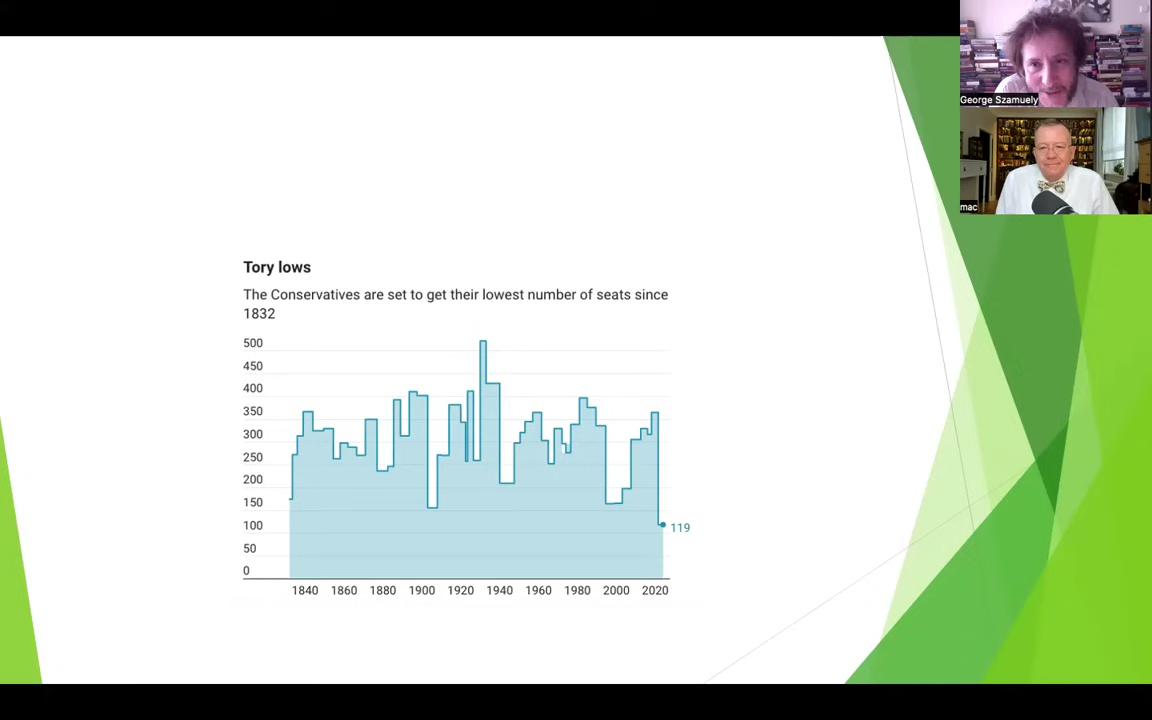 George Szamuely
mac
Tory lows
The Conservatives are set to get their lowest number of seats since
1832
500
450
400
350
300
250
200
150
100
50
0
119
1840 1860 1880 1900 1920 1940 1960 1980 2000 2020